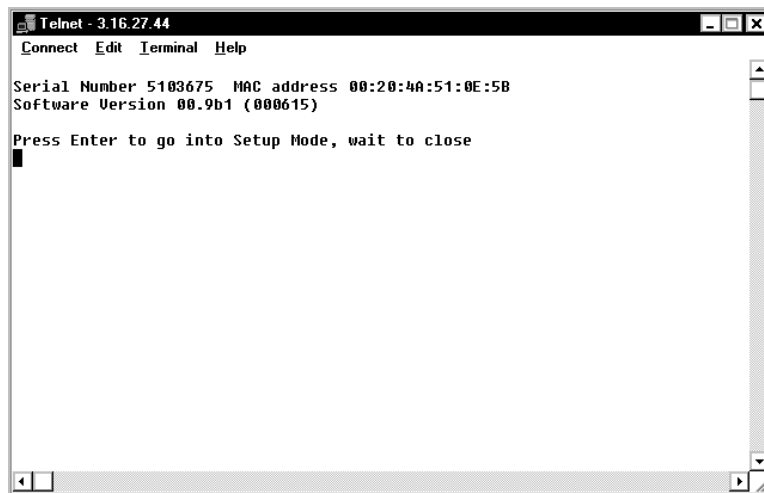 Telnet - 3.16.27.44
Connect Edit Terminal Help
Serial Number 5103675 MAC address 00:20:4A:51:0E:5B
Software Version 00.9b1 (000615)
Press Enter to go into Setup Mode, wait to close